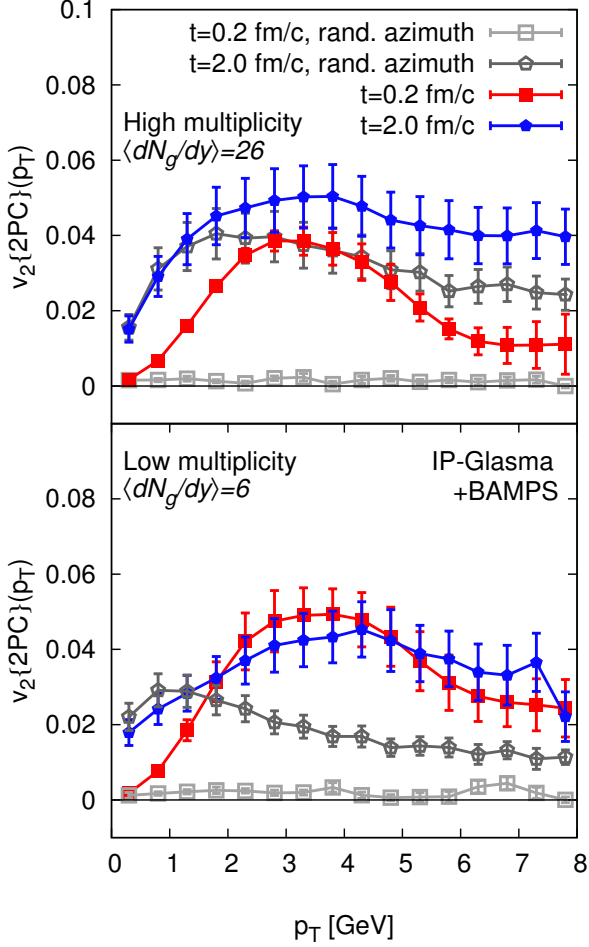 t=0.2 fm/c, rand. azimuth
t=2.0 fm/c, rand. azimuth
t=0.2 fm/c
t=2.0 fm/c
High multiplicity
⟨dN_g/dy⟩=26
v_2{2PC}(p_T)
0.1
0.08
0.06
0.04
0.02
0
Low multiplicity
⟨dN_g/dy⟩=6
IP-Glasma
+BAMPS
v_2{2PC}(p_T)
0.08
0.06
0.04
0.02
0
0 1 2 3 4 5 6 7 8
p_T [GeV]